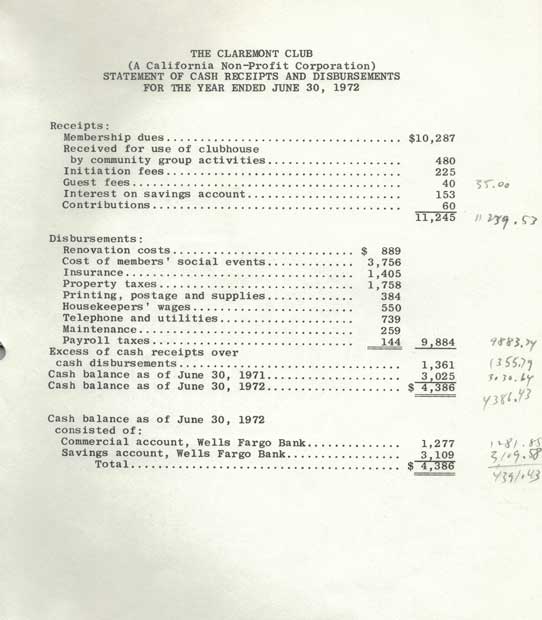 THE CLAREMONT CLUB
(A California Non-Profit Corporation)
STATEMENT OF CASH RECEIPTS AND DISBURSEMENTS
FOR THE YEAR ENDED JUNE 30, 1972
Receipts:
Membership dues.................................. $10,287
Received for use of clubhouse
by community group activities.................... 480
Initiation fees................................... 225
Guest fees........................................ 40 35.00
Interest on savings account....................... 153
Contributions..................................... 60
11,245 11239.53
Disbursements:
Renovation costs........................... $ 889
Cost of members' social events............. 3,756
Insurance.................................. 1,405
Property taxes............................. 1,758
Printing, postage and supplies............. 384
Housekeepers' wages........................ 550
Telephone and utilities.................... 739
Maintenance................................ 259
Payroll taxes.............................. 144 9,884 9883.74
Excess of cash receipts over
cash disbursements................................ 1,361 1355.79
Cash balance as of June 30, 1971.................... 3,025 3030.64
Cash balance as of June 30, 1972.................... $ 4,386
4386.43
Cash balance as of June 30, 1972
consisted of:
Commercial account, Wells Fargo Bank.............. 1,277 1281.85
Savings account, Wells Fargo Bank................. 3,109 3,109.58
Total......................................... $ 4,386 4391.43